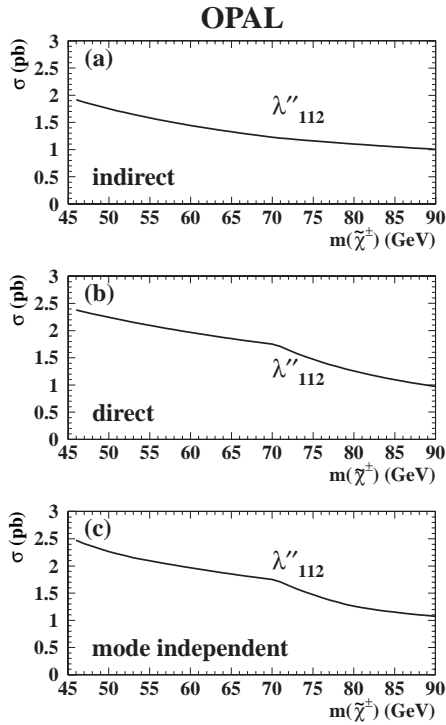 OPAL
σ (pb)
3
2.5
2
1.5
1
0.5
0
(a)
λ″₁₁₂
indirect
45 50 55 60 65 70 75 80 85 90
m(χ̃±) (GeV)
σ (pb)
3
2.5
2
1.5
1
0.5
0
(b)
λ″₁₁₂
direct
45 50 55 60 65 70 75 80 85 90
m(χ̃±) (GeV)
σ (pb)
3
2.5
2
1.5
1
0.5
0
(c)
λ″₁₁₂
mode independent
45 50 55 60 65 70 75 80 85 90
m(χ̃±) (GeV)